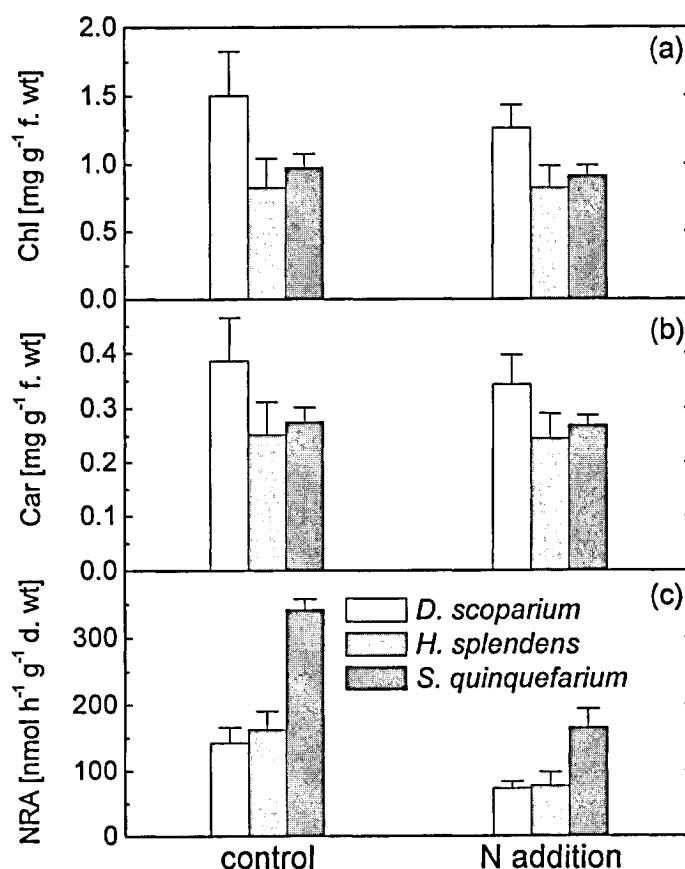 2.0
(a)
1.5
1.0
0.5
0.0
Chl [mg g⁻¹ f. wt]
(b)
0.4
0.3
0.2
0.1
0.0
Car [mg g⁻¹ f. wt]
(c)
300
200
100
0
NRA [nmol h⁻¹ g⁻¹ d. wt]
D. scoparium
H. splendens
S. quinquefarium
control N addition